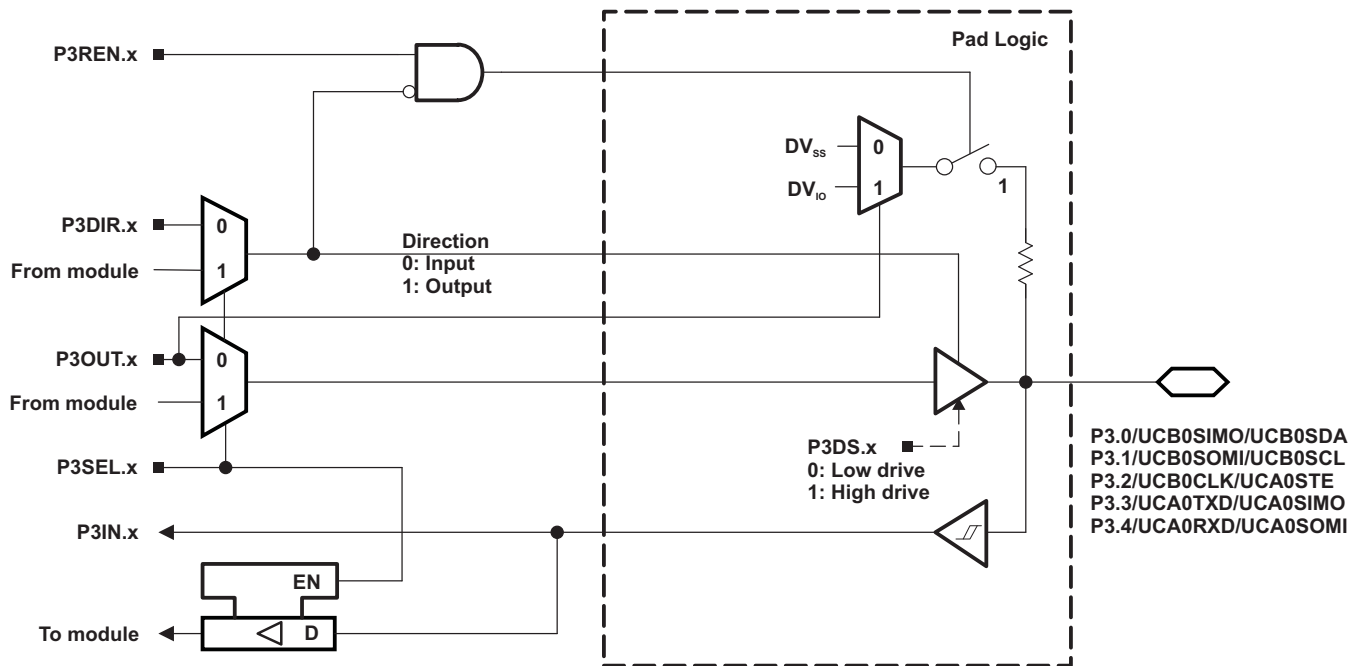 Pad Logic
P3REN.x
DVSS
0
DVIO
1
1
P3DIR.x
0
From module
1
Direction
0: Input
1: Output
P3OUT.x
0
From module
1
P3DS.x
0: Low drive
1: High drive
P3SEL.x
P3.0/UCB0SIMO/UCB0SDA
P3.1/UCB0SOMI/UCB0SCL
P3.2/UCB0CLK/UCA0STE
P3.3/UCA0TXD/UCA0SIMO
P3.4/UCA0RXD/UCA0SOMI
P3IN.x
EN
To module
D